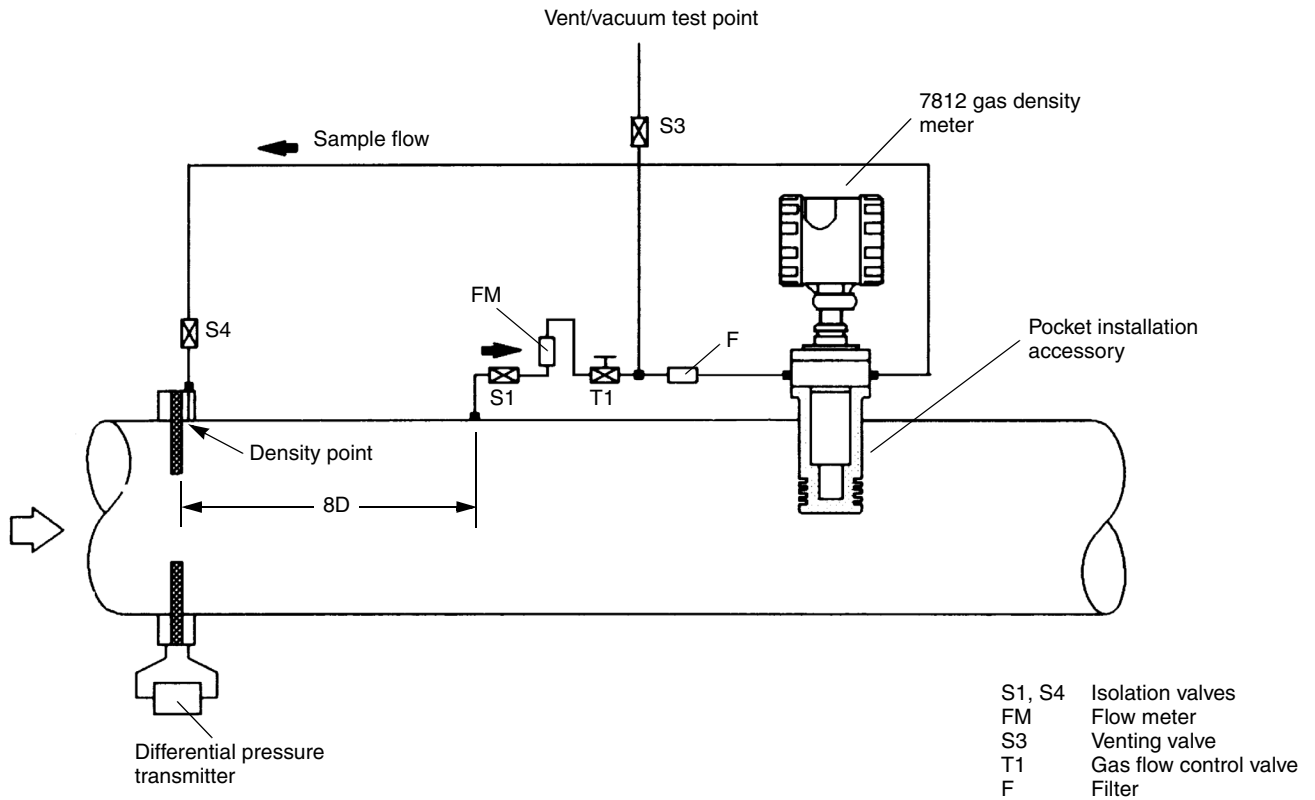 Vent/vacuum test point
7812 gas density
meter
S3
Sample flow
FM
S4
F
Pocket installation
accessory
S1
T1
Density point
8D
Differential pressure
transmitter
S1, S4 Isolation valves
FM Flow meter
S3 Venting valve
T1 Gas flow control valve
F Filter